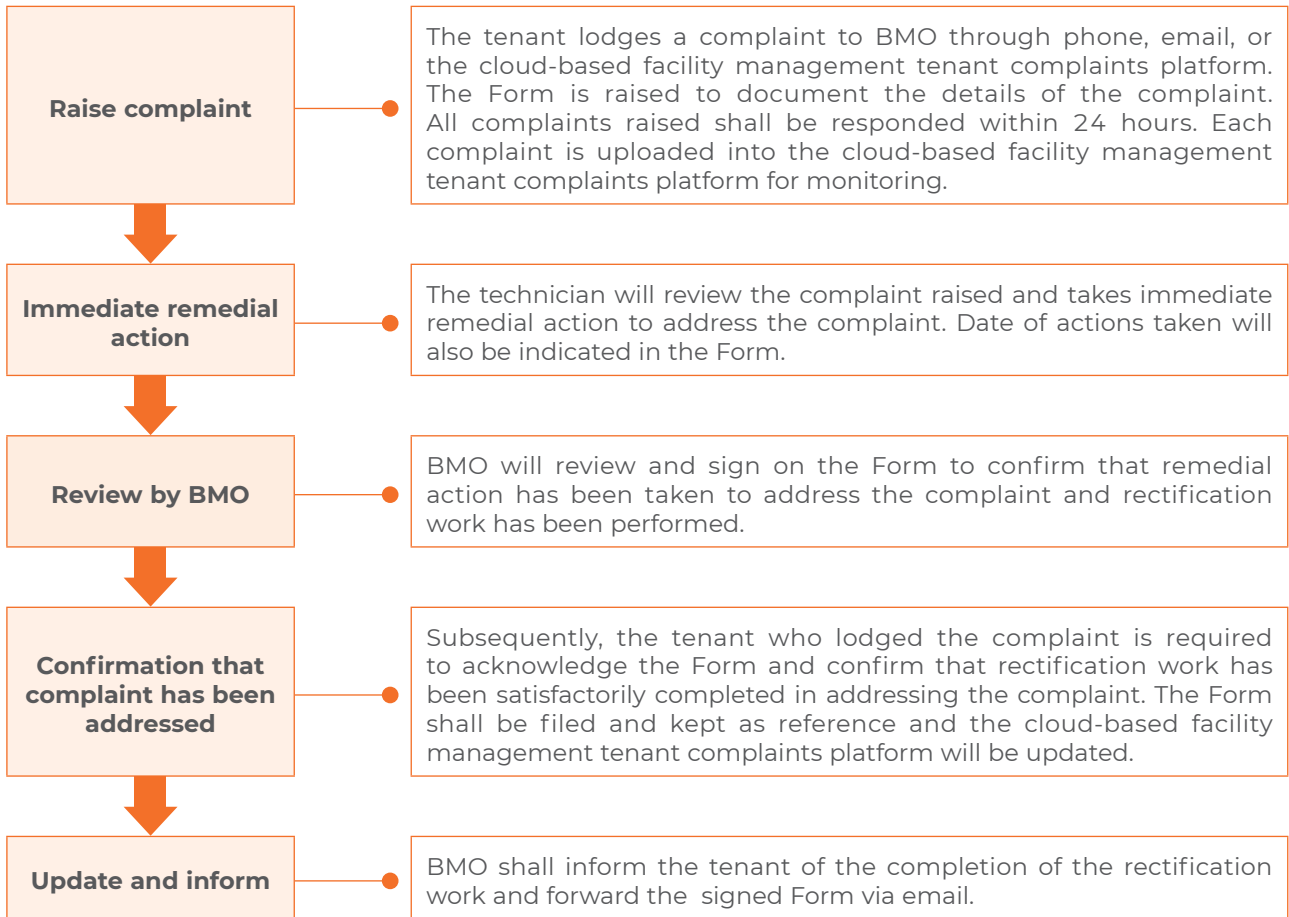 Raise complaint
The tenant lodges a complaint to BMO through phone, email, or
the cloud-based facility management tenant complaints platform.
The Form is raised to document the details of the complaint.
All complaints raised shall be responded within 24 hours. Each
complaint is uploaded into the cloud-based facility management
tenant complaints platform for monitoring.
Immediate remedial
action
The technician will review the complaint raised and takes immediate
remedial action to address the complaint. Date of actions taken will
also be indicated in the Form.
Review by BMO
BMO will review and sign on the Form to confirm that remedial
action has been taken to address the complaint and rectification
work has been performed.
Confirmation that
complaint has been
addressed
Subsequently, the tenant who lodged the complaint is required
to acknowledge the Form and confirm that rectification work has
been satisfactorily completed in addressing the complaint. The Form
shall be filed and kept as reference and the cloud-based facility
management tenant complaints platform will be updated.
Update and inform
BMO shall inform the tenant of the completion of the rectification
work and forward the signed Form via email.